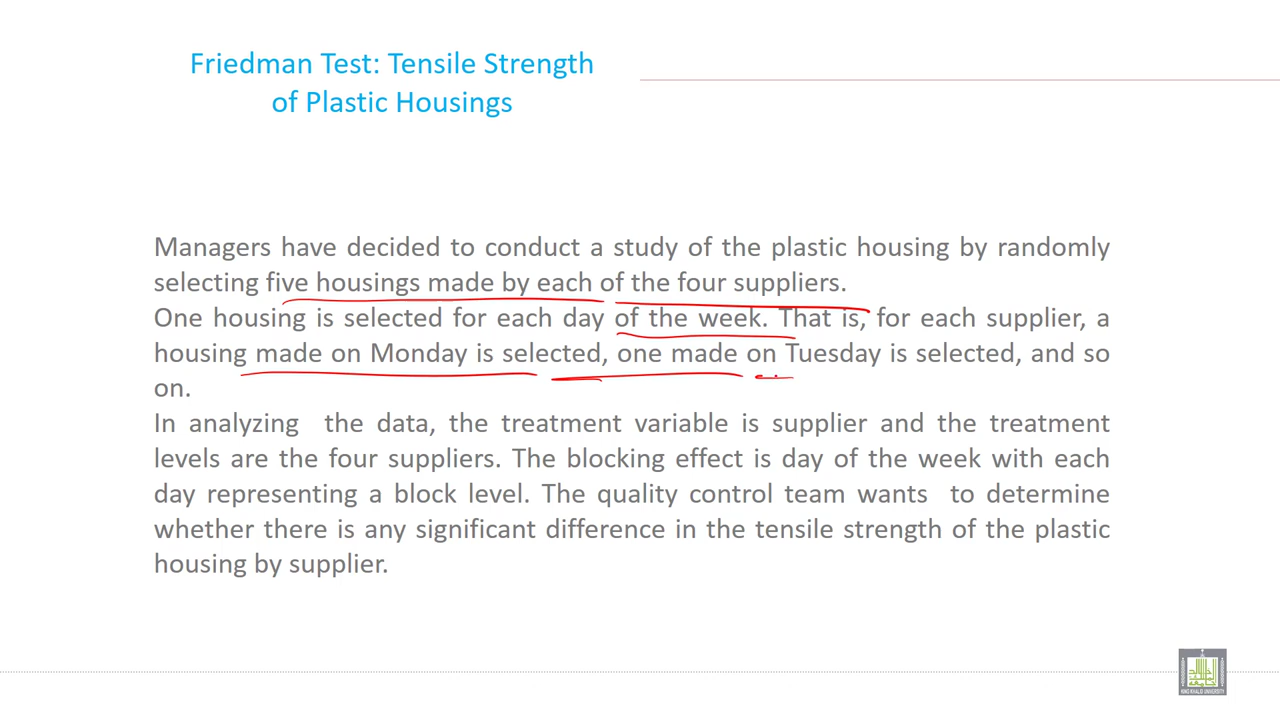 Friedman Test: Tensile Strength
of Plastic Housings
Managers have decided to conduct a study of the plastic housing by randomly
selecting five housings made by each of the four suppliers.
One housing is selected for each day of the week. That is, for each supplier, a
housing made on Monday is selected, one made on Tuesday is selected, and so
on.
In analyzing the data, the treatment variable is supplier and the treatment
levels are the four suppliers. The blocking effect is day of the week with each
day representing a block level. The quality control team wants to determine
whether there is any significant difference in the tensile strength of the plastic
housing by supplier.
KING KHALID UNIVERSITY